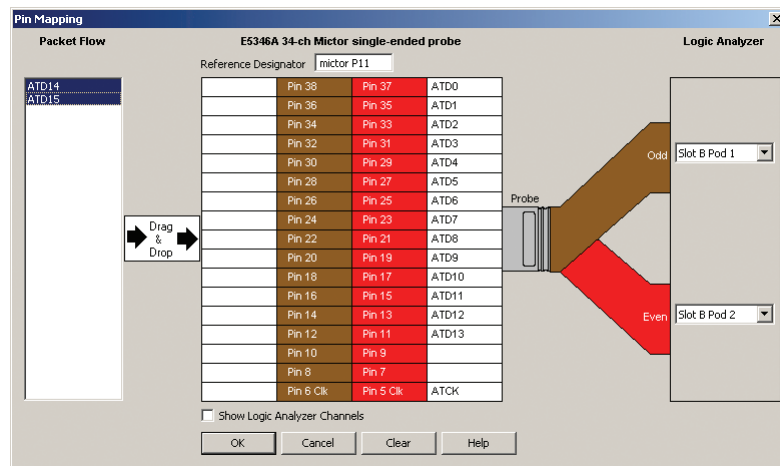 Pin Mapping
Packet Flow E5346A 34-ch Mictor single-ended probe Logic Analyzer
Reference Designator mictor P11
ATD14
ATD15
Pin 38 Pin 37 ATD0
Pin 36 Pin 35 ATD1
Pin 34 Pin 33 ATD2
Pin 32 Pin 31 ATD3
Pin 30 Pin 29 ATD4
Pin 28 Pin 27 ATD5
Pin 26 Pin 25 ATD6
Pin 24 Pin 23 ATD7
Pin 22 Pin 21 ATD8
Pin 20 Pin 19 ATD9
Pin 18 Pin 17 ATD10
Pin 16 Pin 15 ATD11
Pin 14 Pin 13 ATD12
Pin 12 Pin 11 ATD13
Pin 10 Pin 9
Pin 8 Pin 7
Pin 6 Clk Pin 5 Clk ATCK
Drag
&
Drop
Probe
Odd Slot B Pod 1
Even Slot B Pod 2
Show Logic Analyzer Channels
OK Cancel Clear Help